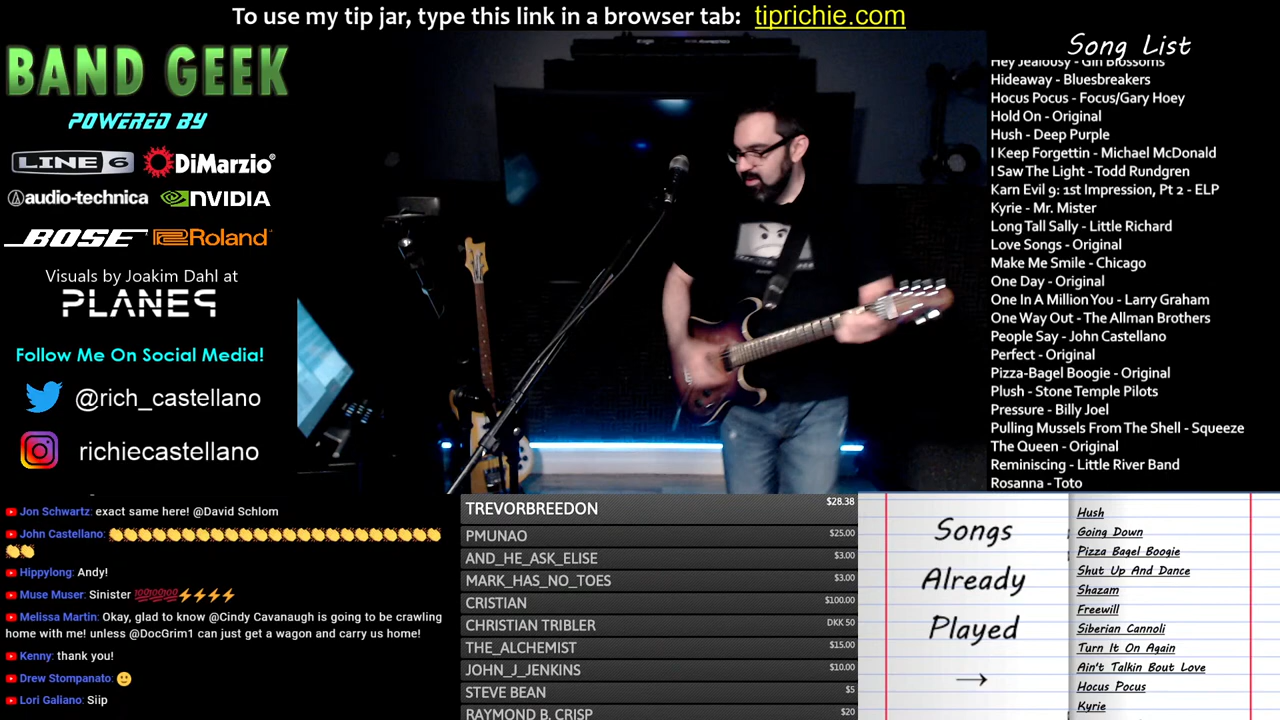 To use my tip jar, type this link in a browser tab: tiprichie.com
BAND GEEK
POWERED BY
LINE 6
DiMarzio®
audio-technica
NVIDIA
BOSE
Roland
Visuals by Joakim Dahl at
PLANE9
Follow Me On Social Media!
@rich_castellano
richiecastellano
Song List
Hey Jealousy - Gin Blossoms
Hideaway - Bluesbreakers
Hocus Pocus - Focus/Gary Hoey
Hold On - Original
Hush - Deep Purple
I Keep Forgettin - Michael McDonald
I Saw The Light - Todd Rundgren
Karn Evil 9: 1st Impression, Pt 2 - ELP
Kyrie - Mr. Mister
Long Tall Sally - Little Richard
Love Songs - Original
Make Me Smile - Chicago
One Day - Original
One In A Million You - Larry Graham
One Way Out - The Allman Brothers
People Say - John Castellano
Perfect - Original
Pizza-Bagel Boogie - Original
Plush - Stone Temple Pilots
Pressure - Billy Joel
Pulling Mussels From The Shell - Squeeze
The Queen - Original
Reminiscing - Little River Band
Rosanna - Toto
Jon Schwartz: exact same here! @David Schlom
John Castellano: 👏👏👏👏👏👏👏👏👏👏👏👏👏👏👏👏👏👏👏👏👏👏👏
👏👏
Hippylong: Andy!
Muse Muser: Sinister 💯💯💯⚡⚡⚡⚡
Melissa Martin: Okay, glad to know @Cindy Cavanaugh is going to be crawling
home with me! unless @DocGrim1 can just get a wagon and carry us home!
Kenny: thank you!
Drew Stompanato: 🙂
Lori Galiano: Siip
TREVORBREEDON $28.38
PMUNAO $25.00
AND_HE_ASK_ELISE $3.00
MARK_HAS_NO_TOES $3.00
CRISTIAN $100.00
CHRISTIAN TRIBLER DKK 50
THE_ALCHEMIST $15.00
JOHN_J_JENKINS $10.00
STEVE BEAN $5
RAYMOND B. CRISP $20
Songs
Already
Played
→
Hush
Going Down
Pizza Bagel Boogie
Shut Up And Dance
Shazam
Freewill
Siberian Cannoli
Turn It On Again
Ain't Talkin Bout Love
Hocus Pocus
Kyrie